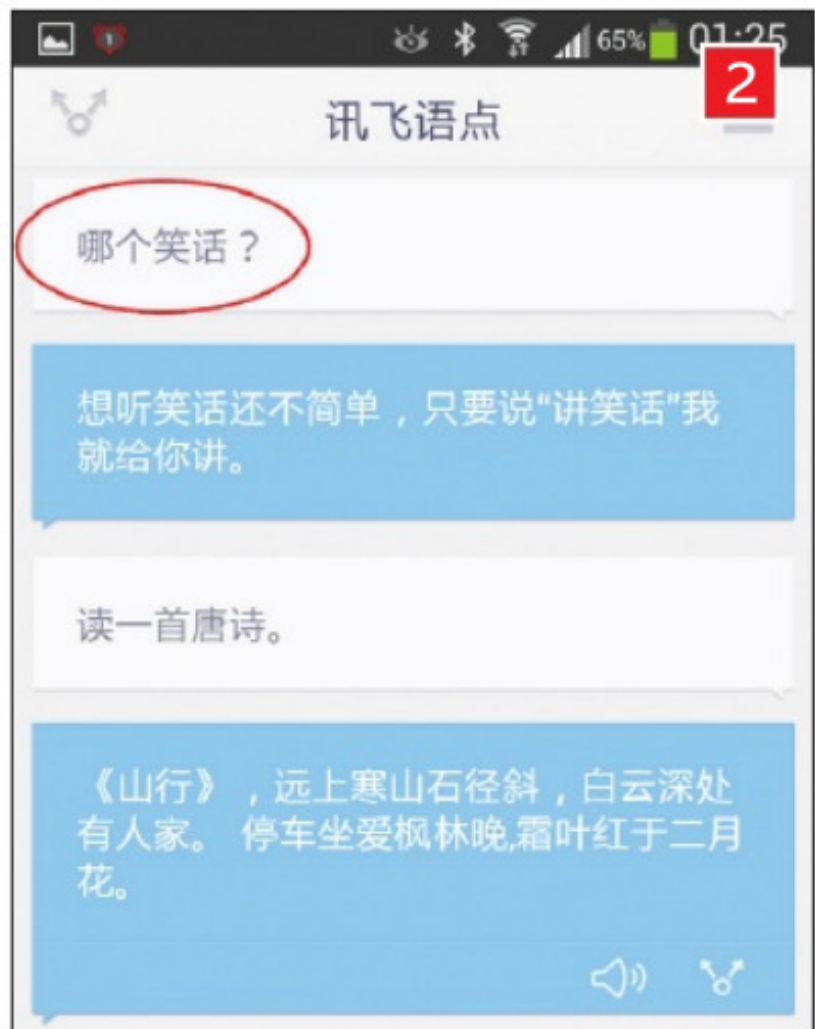 65% 01:25
2
讯飞语点
哪个笑话？
想听笑话还不简单，只要说“讲笑话”我
就给你讲。
读一首唐诗。
《山行》，远上寒山石径斜，白云深处
有人家。 停车坐爱枫林晚,霜叶红于二月
花。